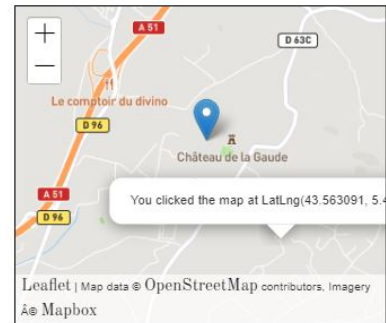 +
A 51
D 63C
−
Le comptoir du divino
D 96
Château de la Gaude
A 51
D 96
You clicked the map at LatLng(43.563091, 5.4
Leaflet | Map data © OpenStreetMap contributors, Imagery
Â© Mapbox